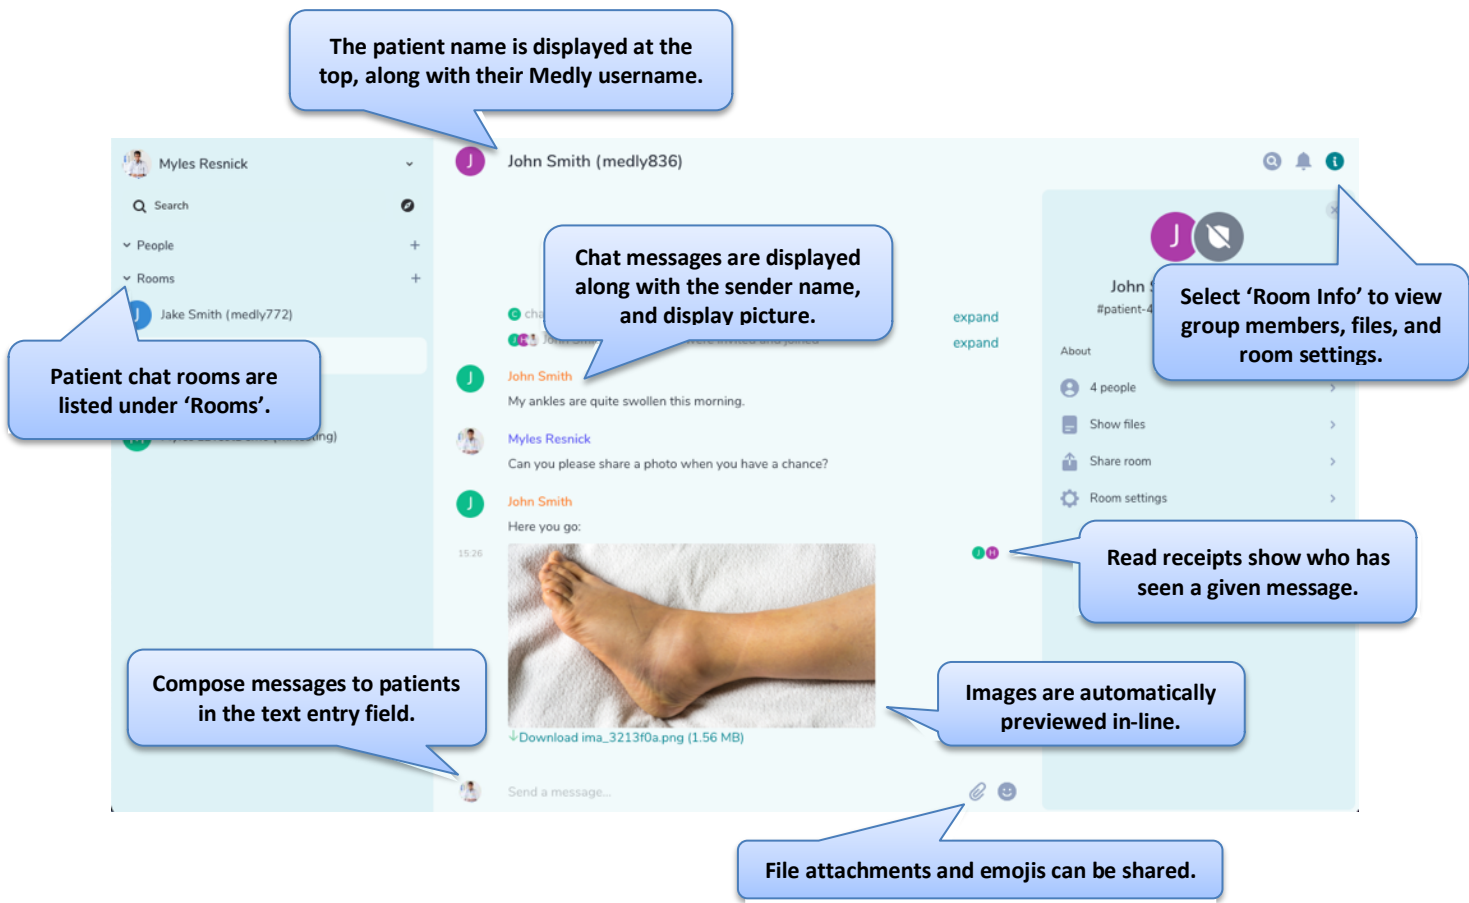 The patient name is displayed at the
top, along with their Medly username.
Myles Resnick
John Smith (medly836)
Search
People
Rooms
Jake Smith (medly772)
Chat messages are displayed
along with the sender name,
and display picture.
expand
expand
John
#patient-4
Select ‘Room Info’ to view
group members, files, and
room settings.
Patient chat rooms are
listed under ‘Rooms’.
John Smith
My ankles are quite swollen this morning.
Myles Resnick
Can you please share a photo when you have a chance?
John Smith
Here you go:
15:26
About
4 people
Show files
Share room
Room settings
Read receipts show who has
seen a given message.
Compose messages to patients
in the text entry field.
Images are automatically
previewed in-line.
Download ima_3213f0a.png (1.56 MB)
Send a message...
File attachments and emojis can be shared.